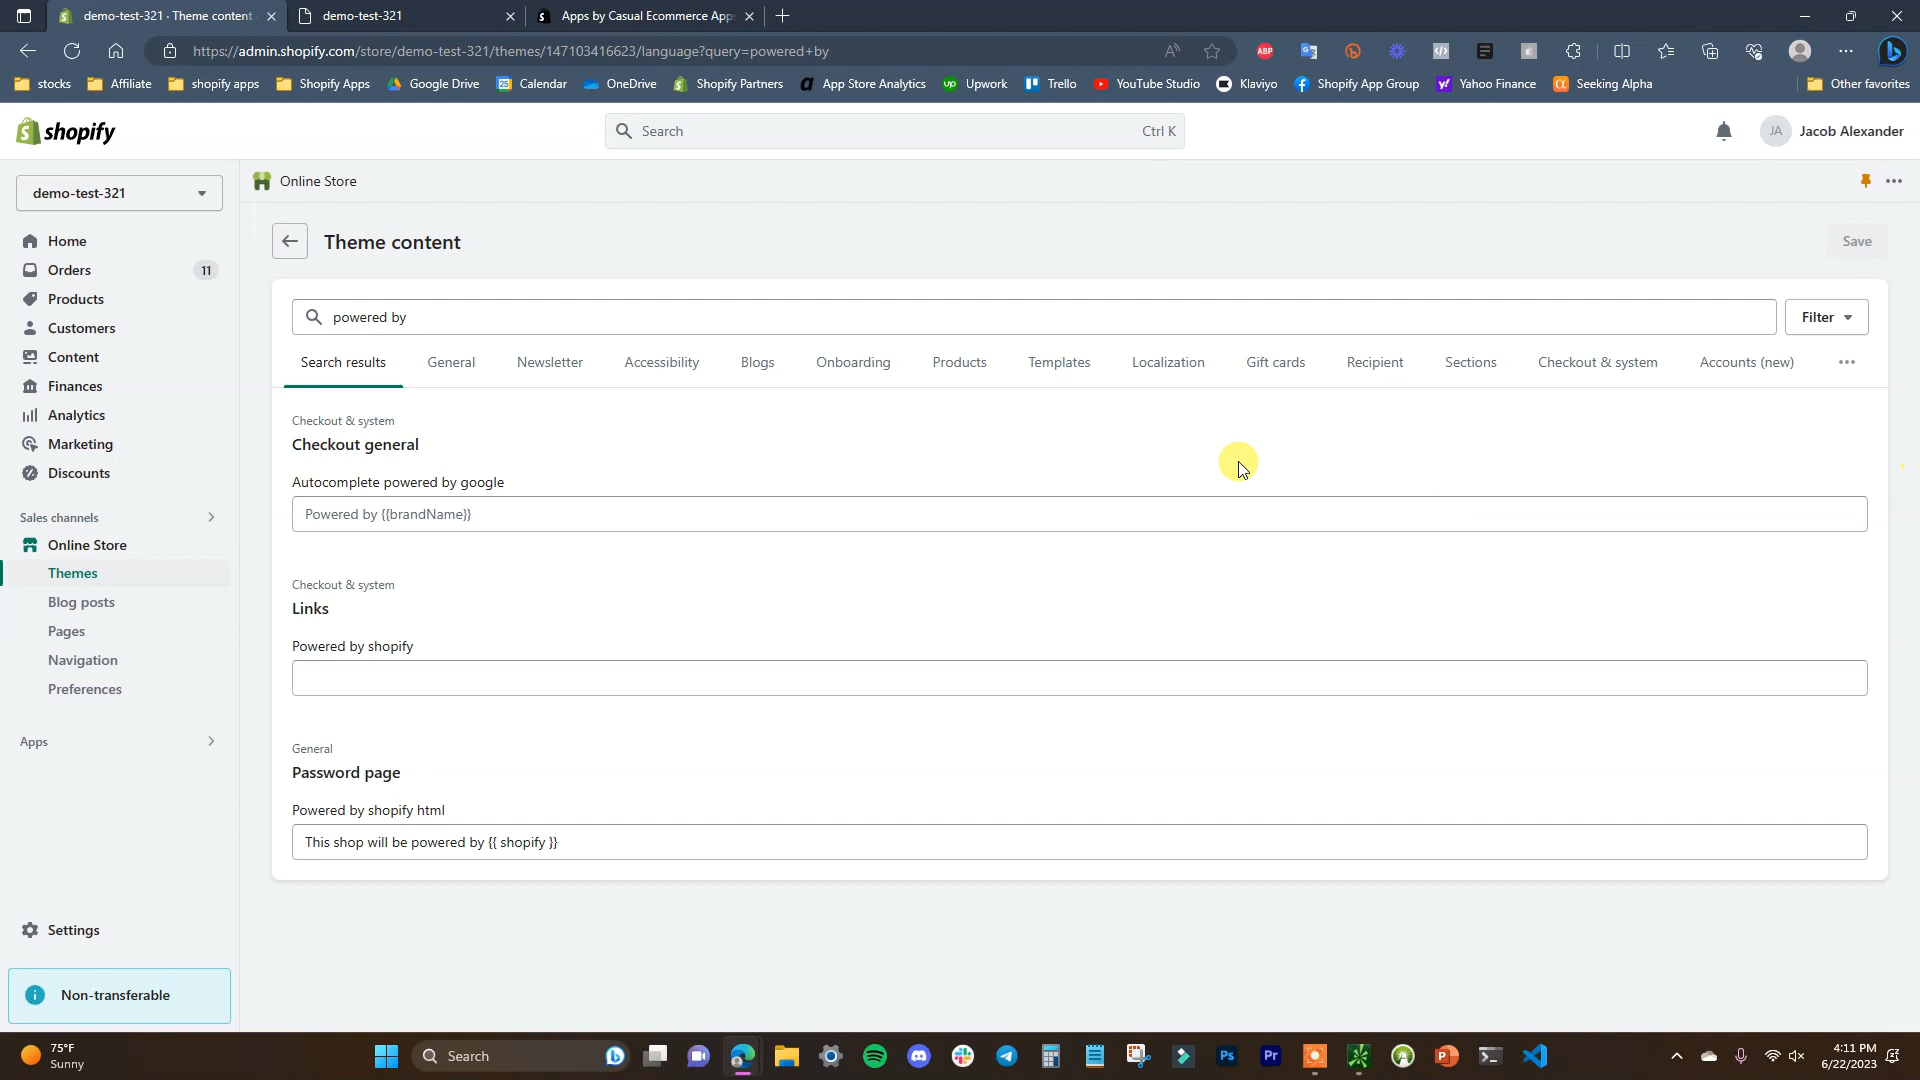 demo-test-321 · Theme content
demo-test-321
Apps by Casual Ecommerce App
https://admin.shopify.com/store/demo-test-321/themes/147103416623/language?query=powered+by
stocks
Affiliate
shopify apps
Shopify Apps
Google Drive
Calendar
OneDrive
Shopify Partners
App Store Analytics
Upwork
Trello
YouTube Studio
Klaviyo
Shopify App Group
Yahoo Finance
Seeking Alpha
Other favorites
shopify
Search
Ctrl K
JA
Jacob Alexander
demo-test-321
Online Store
Home
Orders
11
Products
Customers
Content
Finances
Analytics
Marketing
Discounts
Sales channels
Online Store
Themes
Blog posts
Pages
Navigation
Preferences
Apps
Settings
Non-transferable
Theme content
Save
powered by
Filter
Search results
General
Newsletter
Accessibility
Blogs
Onboarding
Products
Templates
Localization
Gift cards
Recipient
Sections
Checkout & system
Accounts (new)
Checkout & system
Checkout general
Autocomplete powered by google
Powered by {{brandName}}
Checkout & system
Links
Powered by shopify
General
Password page
Powered by shopify html
This shop will be powered by {{ shopify }}
75°F
Sunny
Search
4:11 PM
6/22/2023